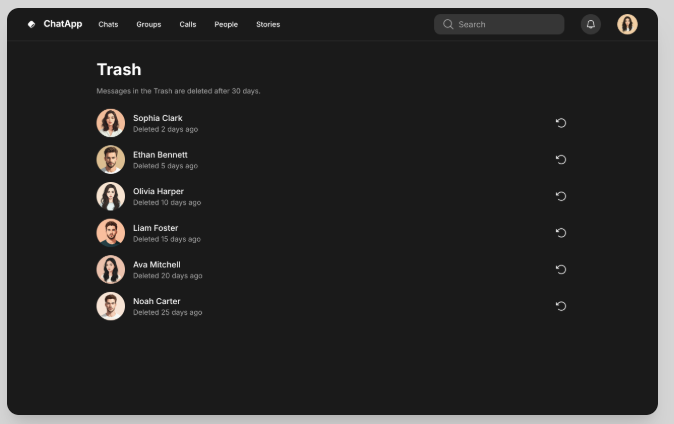 ChatApp
Chats
Groups
Calls
People
Stories
Search
Trash
Messages in the Trash are deleted after 30 days.
Sophia Clark
Deleted 2 days ago
Ethan Bennett
Deleted 5 days ago
Olivia Harper
Deleted 10 days ago
Liam Foster
Deleted 15 days ago
Ava Mitchell
Deleted 20 days ago
Noah Carter
Deleted 25 days ago